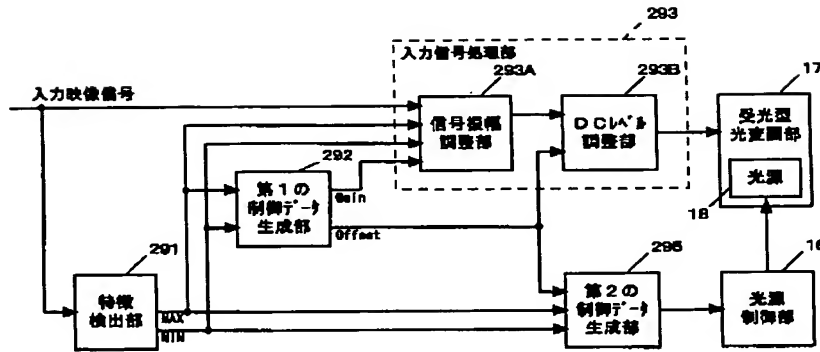 293
入力信号処理部
293A
293B
17
入力映像信号
信号振幅
調整部
DCレベル
調整部
受光型
光変調部
292
光源
第1の
制御データ
生成部
Gain
Offset
18
291
295
16
特徴
検出部
MAX
MIN
第2の
制御データ
生成部
光源
制御部